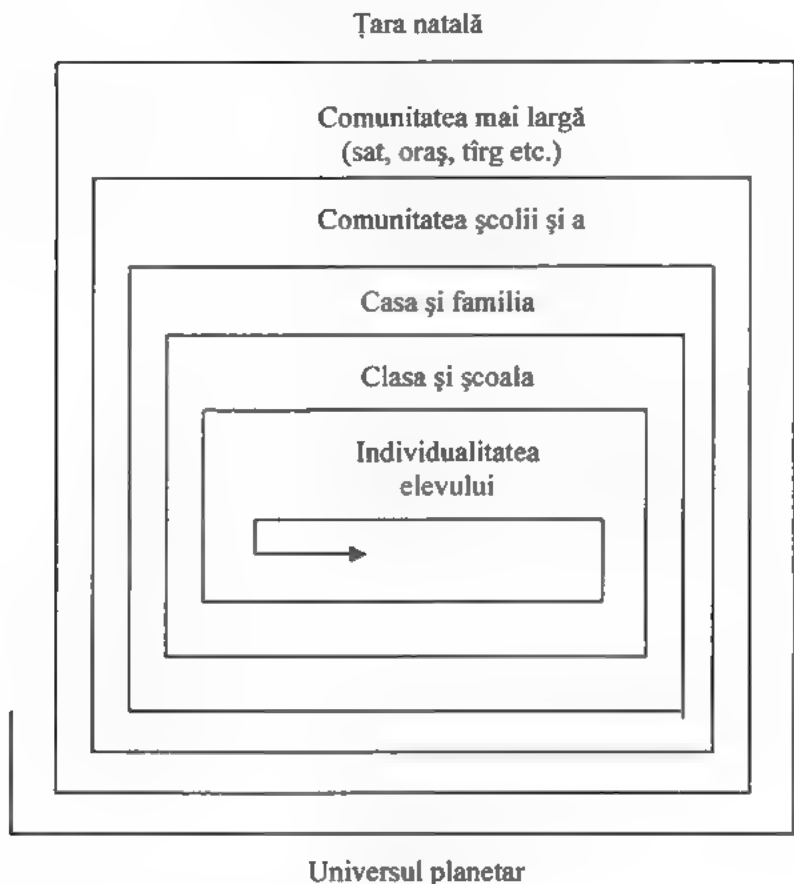 Țara natală
Comunitatea mai largă
(sat, oraş, tîrg etc.)
Comunitatea şcolii şi a
Casa şi familia
Clasa şi şcoala
Individualitatea
elevului
Universul planetar